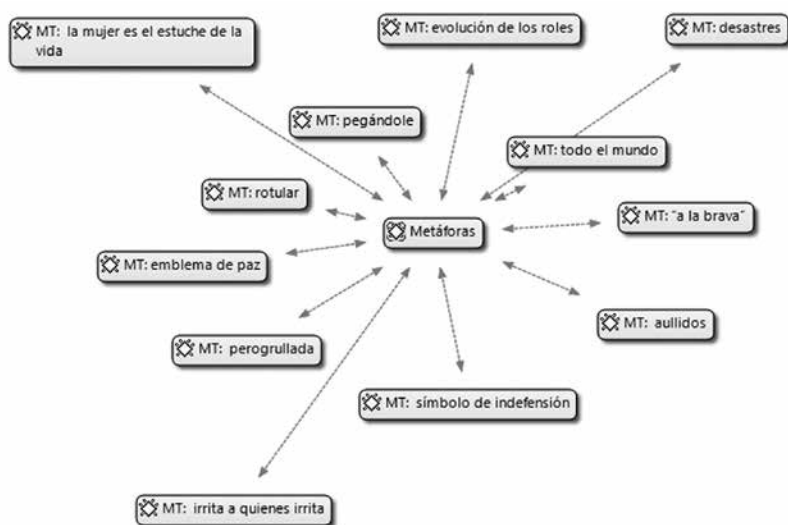 MT: la mujer es el estuche de la
vida
MT: evolución de los roles
MT: desastres
MT: pegándole
MT: todo el mundo
MT: rotular
MT: "a la brava"
Metáforas
MT: emblema de paz
MT: aullidos
MT: perogrullada
MT: símbolo de indefensión
MT: irrita a quienes irrita